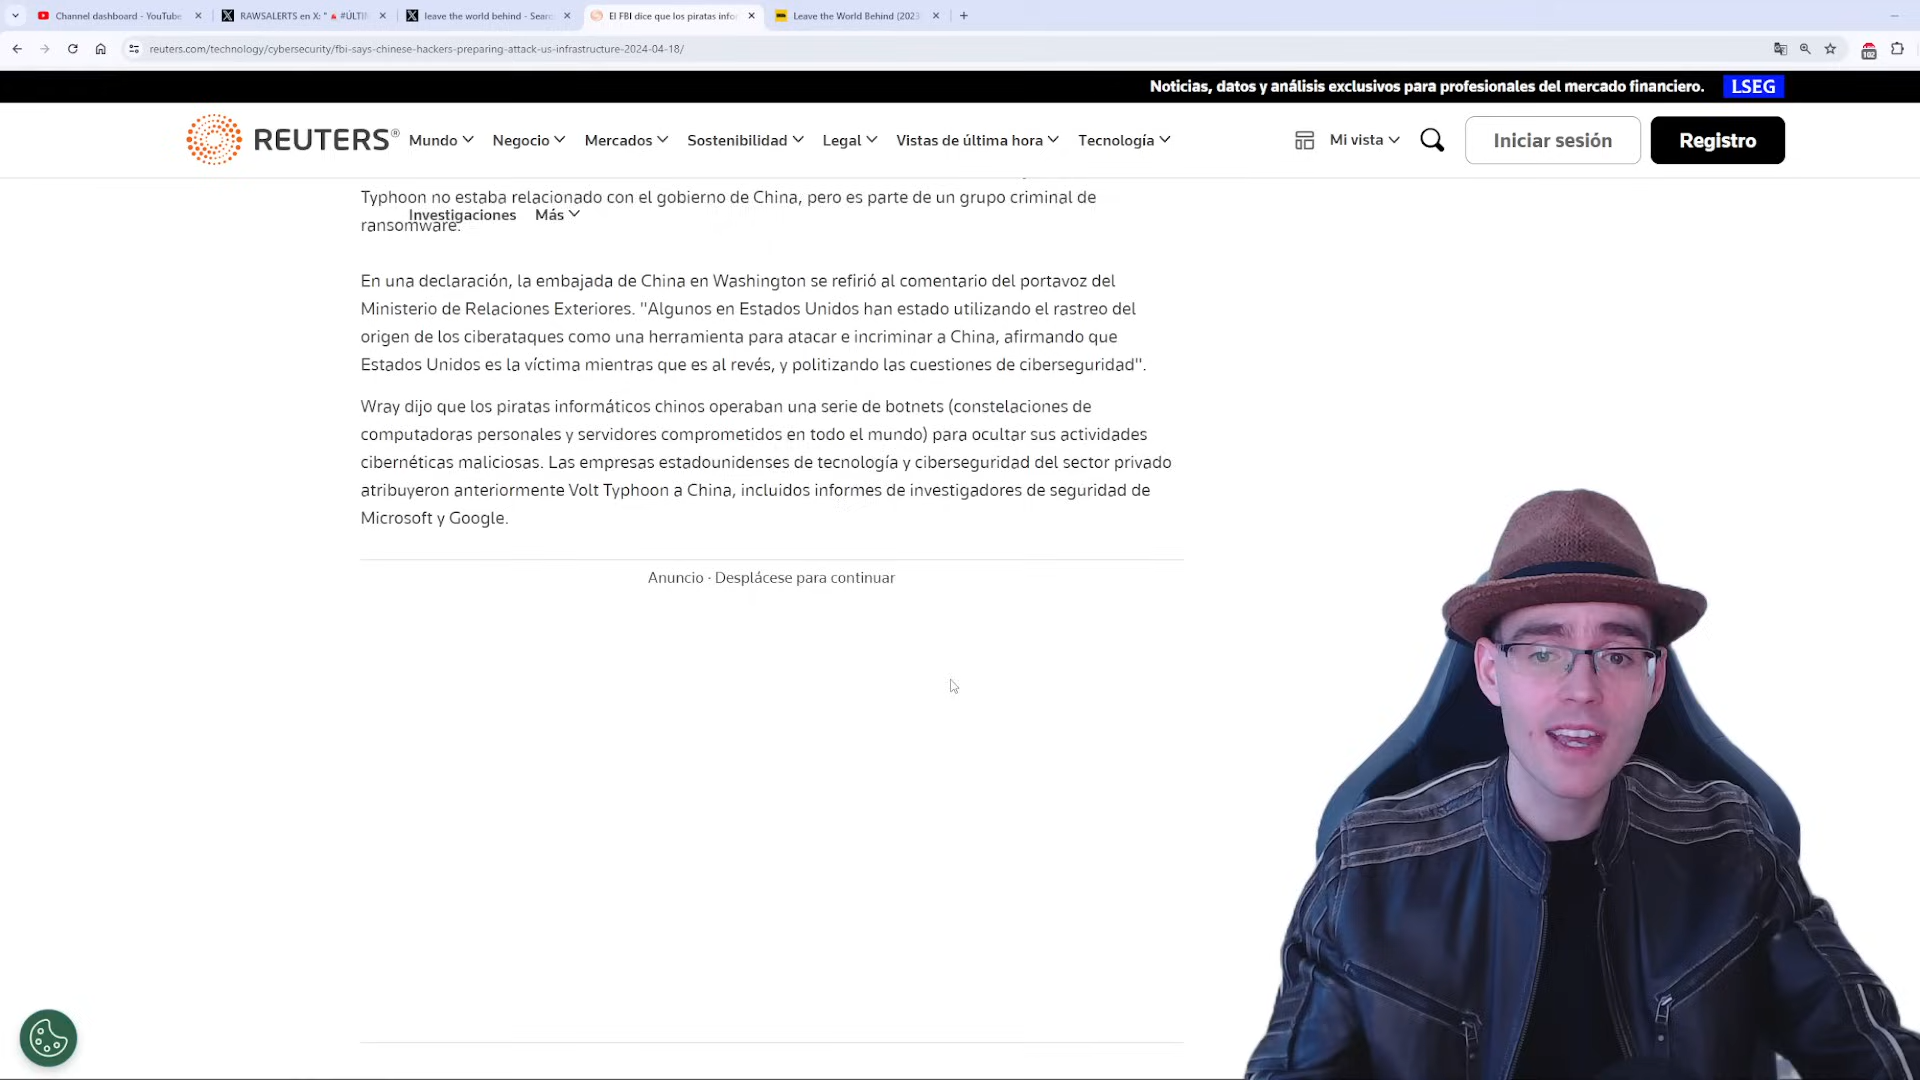 Channel dashboard - YouTube
RAWSALERTS en X: "🔺#ÚLTIM
leave the world behind - Searc
El FBI dice que los piratas infor
Leave the World Behind (2023)
reuters.com/technology/cybersecurity/fbi-says-chinese-hackers-preparing-attack-us-infrastructure-2024-04-18/
102
Noticias, datos y análisis exclusivos para profesionales del mercado financiero. LSEG
REUTERS®
Mundo Negocio Mercados Sostenibilidad Legal Vistas de última hora Tecnología
Mi vista
Iniciar sesión
Registro
Typhoon no estaba relacionado con el gobierno de China, pero es parte de un grupo criminal de
Investigaciones Más
ransomware.
En una declaración, la embajada de China en Washington se refirió al comentario del portavoz del
Ministerio de Relaciones Exteriores. "Algunos en Estados Unidos han estado utilizando el rastreo del
origen de los ciberataques como una herramienta para atacar e incriminar a China, afirmando que
Estados Unidos es la víctima mientras que es al revés, y politizando las cuestiones de ciberseguridad".
Wray dijo que los piratas informáticos chinos operaban una serie de botnets (constelaciones de
computadoras personales y servidores comprometidos en todo el mundo) para ocultar sus actividades
cibernéticas maliciosas. Las empresas estadounidenses de tecnología y ciberseguridad del sector privado
atribuyeron anteriormente Volt Typhoon a China, incluidos informes de investigadores de seguridad de
Microsoft y Google.
Anuncio · Desplácese para continuar